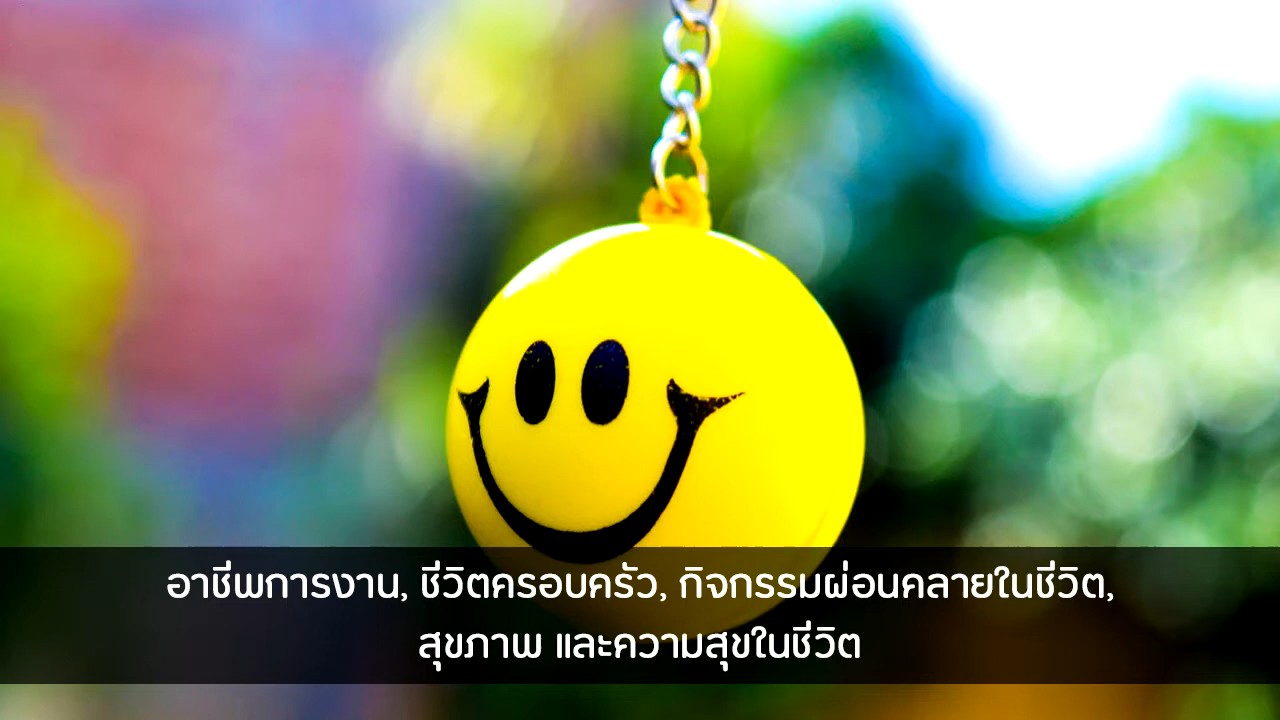 อาชีพการงาน, ชีวิตครอบครัว, กิจกรรมผ่อนคลายในชีวิต,
สุขภาพ และความสุขในชีวิต